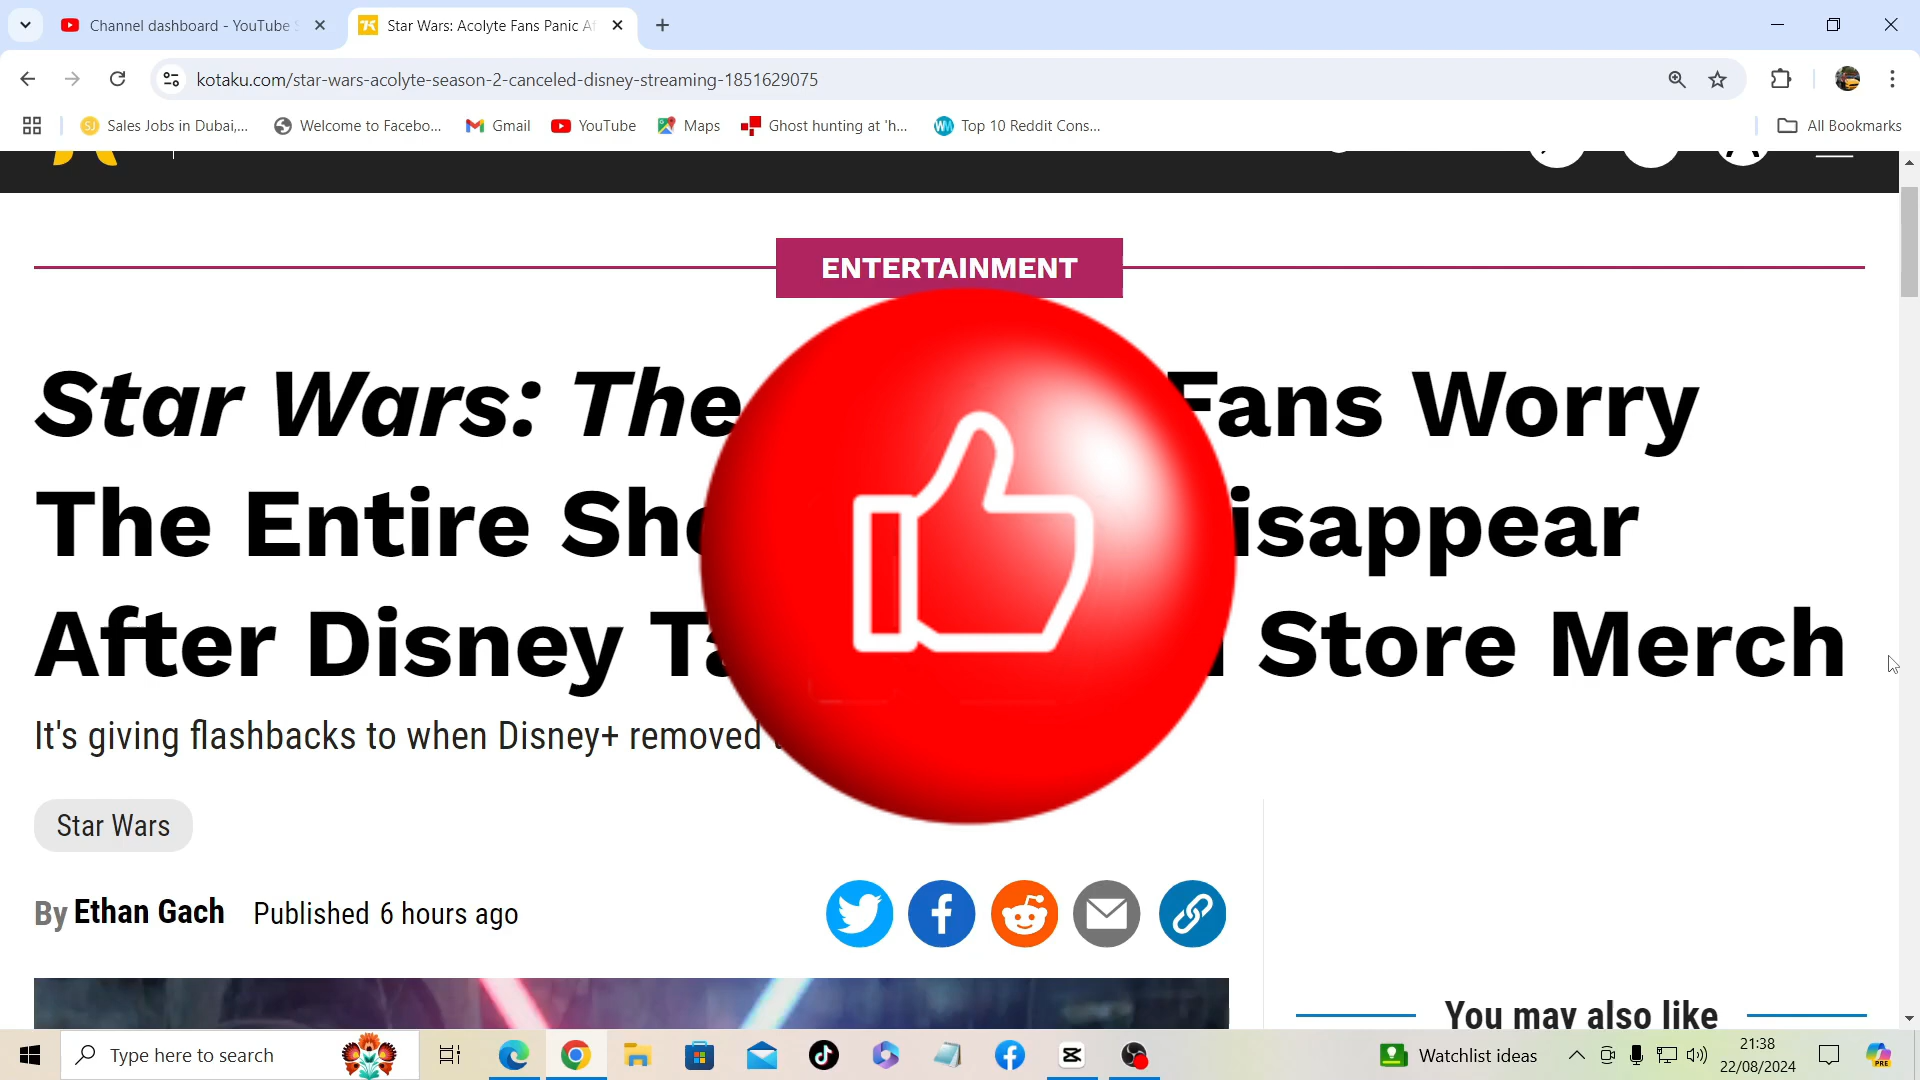 Channel dashboard - YouTube
Star Wars: Acolyte Fans Panic
kotaku.com/star-wars-acolyte-season-2-canceled-disney-streaming-1851629075
Sales Jobs in Dubai,...
Welcome to Facebo...
Gmail
YouTube
Maps
Ghost hunting at 'h...
Top 10 Reddit Cons...
All Bookmarks
ENTERTAINMENT
Star Wars: The Fans Worry
The Entire
After Disney Store Merch
It's giving flashbacks to when Disney+ removed
Star Wars
By Ethan Gach Published 6 hours ago
You may also like
Type here to search
Watchlist ideas
21:38
22/08/2024